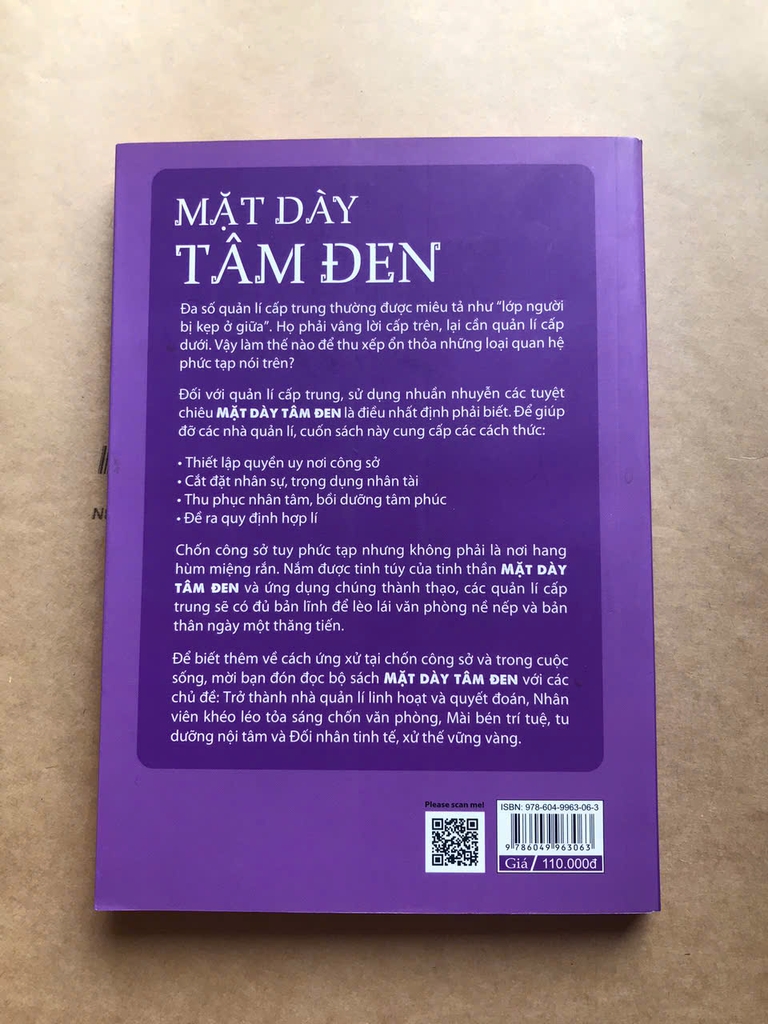 MẶT DÀY
TÂM ĐEN
Đa số quản lí cấp trung thường được miêu tả như “lớp người
bị kẹp ở giữa”. Họ phải vâng lời cấp trên, lại cần quản lí cấp
dưới. Vậy làm thế nào để thu xếp ổn thỏa những loại quan hệ
phức tạp nói trên?
Đối với quản lí cấp trung, sử dụng nhuần nhuyễn các tuyệt
chiêu MẶT DÀY TÂM ĐEN là điều nhất định phải biết. Để giúp
đỡ các nhà quản lí, cuốn sách này cung cấp các cách thức:
• Thiết lập quyền uy nơi công sở
• Cắt đặt nhân sự, trọng dụng nhân tài
• Thu phục nhân tâm, bồi dưỡng tâm phúc
• Đề ra quy định hợp lí
Chốn công sở tuy phức tạp nhưng không phải là nơi hang
hùm miệng rắn. Nắm được tinh túy của tinh thần MẶT DÀY
TÂM ĐEN và ứng dụng chúng thành thạo, các quản lí cấp
trung sẽ có đủ bản lĩnh để lèo lái văn phòng nề nếp và bản
thân ngày một thăng tiến.
Để biết thêm về cách ứng xử tại chốn công sở và trong cuộc
sống, mời bạn đón đọc bộ sách MẶT DÀY TÂM ĐEN với các
chủ đề: Trở thành nhà quản lí linh hoạt và quyết đoán, Nhân
viên khéo léo tỏa sáng chốn văn phòng, Mài bén trí tuệ, tu
dưỡng nội tâm và Đối nhân tinh tế, xử thế vững vàng.
Please scan me!
ISBN: 978-604-9963-06-3
9 786049 963063
Giá / 110.000đ